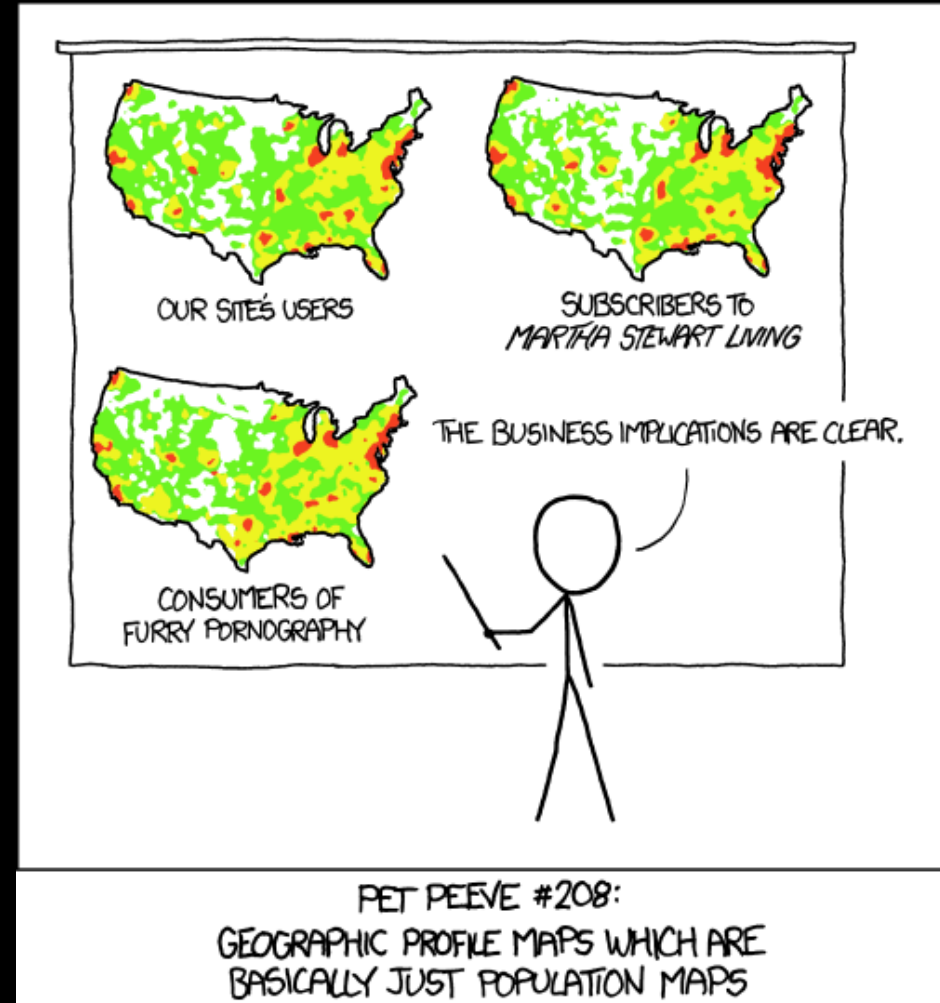 OUR SITE'S USERS
SUBSCRIBERS TO
MARTHA STEWART LIVING
THE BUSINESS IMPLICATIONS ARE CLEAR.
CONSUMERS OF
FURRY PORNOGRAPHY
PET PEEVE #208:
GEOGRAPHIC PROFILE MAPS WHICH ARE
BASICALLY JUST POPULATION MAPS